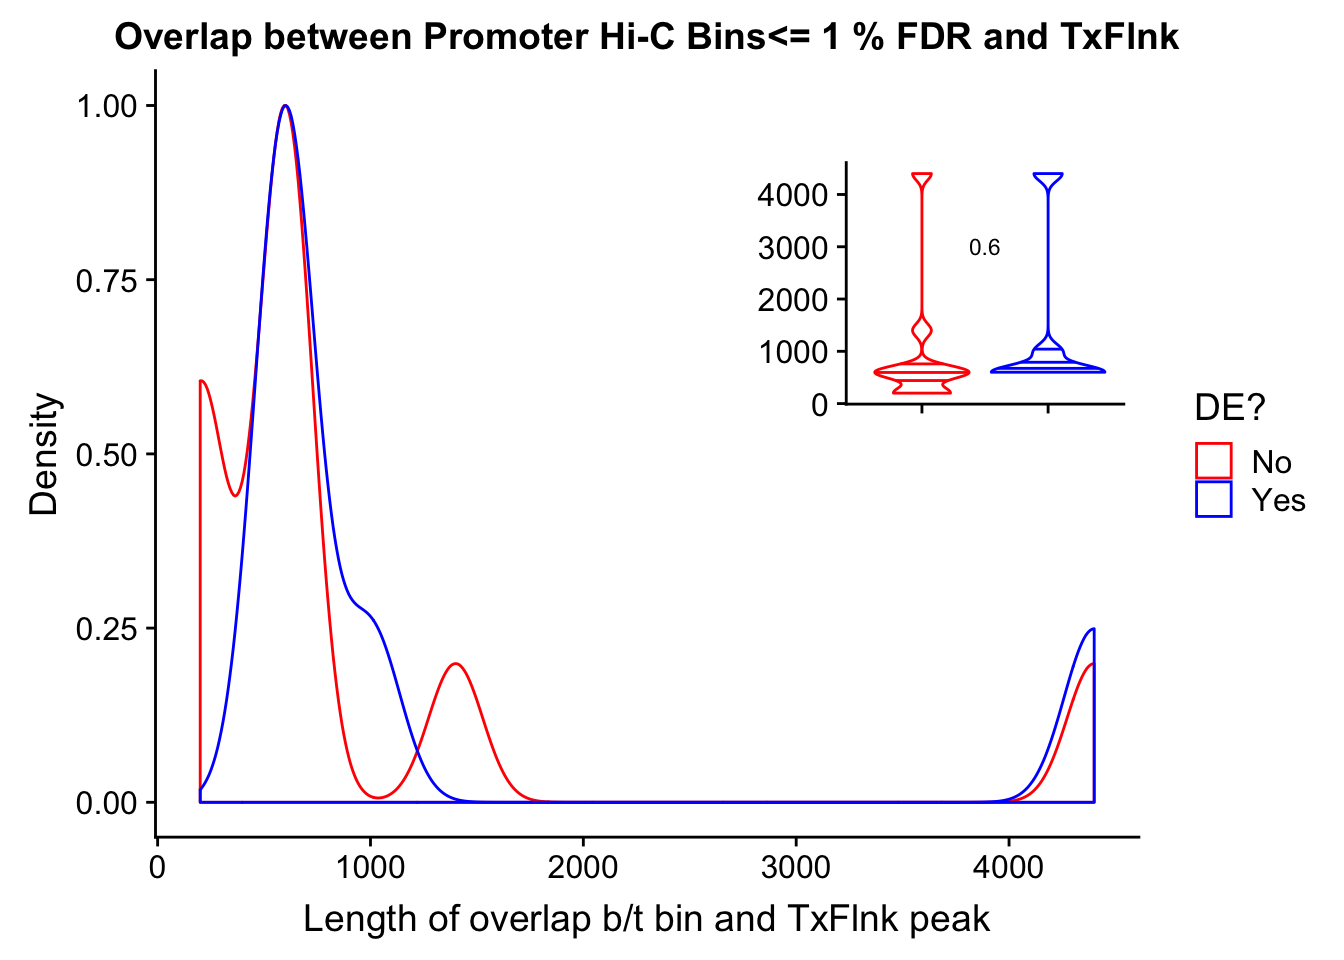 Overlap between Promoter Hi-C Bins<= 1 % FDR and TxFlnk
1.00
0.75
0.50
0.25
0.00
Density
0
1000
2000
3000
4000
Length of overlap b/t bin and TxFlnk peak
4000
3000
2000
1000
0
0.6
DE?
No
Yes